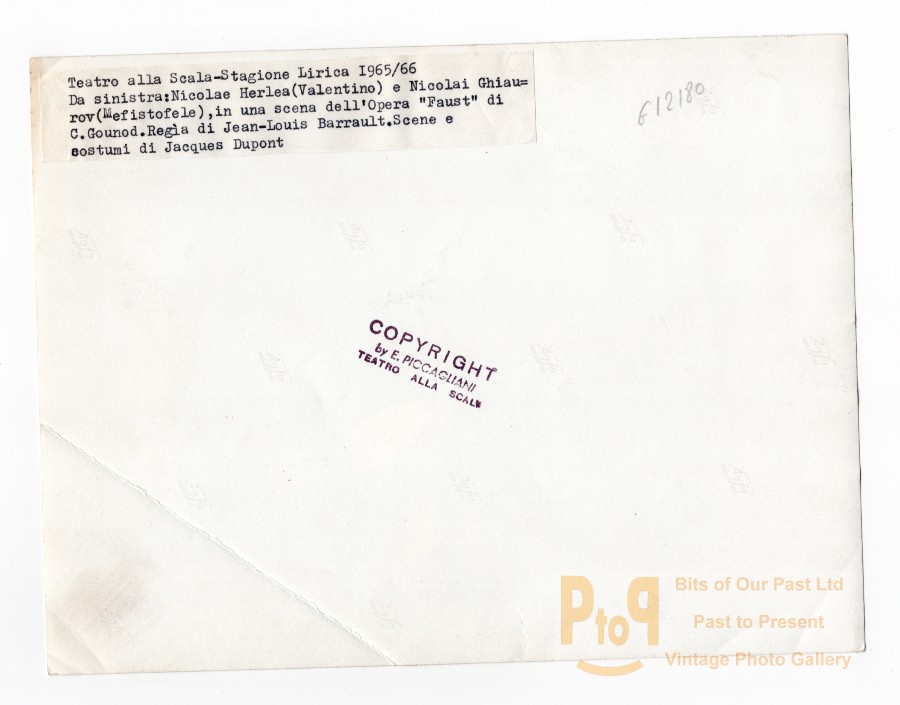 Teatro alla Scala-Stagione Lirica I965/66
Da sinistra:Nicolae Herlea(Valentino) e Nicolai Ghiau=
rov(Mefistofele),in una scena dell'Opera "Faust" di
C.Gounod.Regìa di Jean-Louis Barrault.Scene e
costumi di Jacques Dupont
G12180
COPYRIGHT
by E. PICCAGLIANI
TEATRO ALLA SCALA
PtoP
Bits of Our Past Ltd
Past to Present
Vintage Photo Gallery